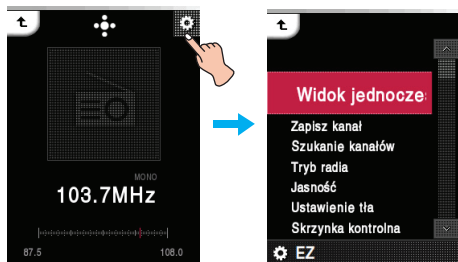 MONO
103.7MHz
87.5 108.0
Widok jednocze
Zapisz kanał
Szukanie kanałów
Tryb radia
Jasność
Ustawienie tła
Skrzynka kontrolna
EZ